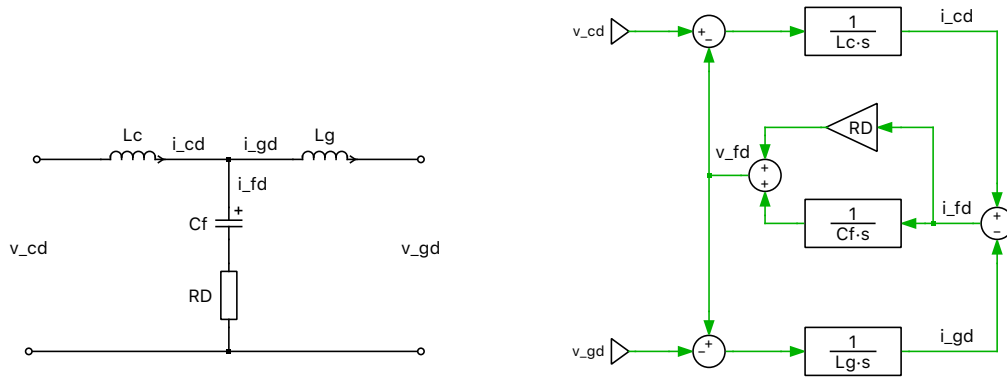 Lc
i_cd
i_gd
Lg
i_fd
+
Cf
v_cd
v_gd
RD
v_cd
+
−
1
Lc·s
i_cd
RD
v_fd
+
+
1
Cf·s
i_fd
+
−
v_gd
−
+
1
Lg·s
i_gd